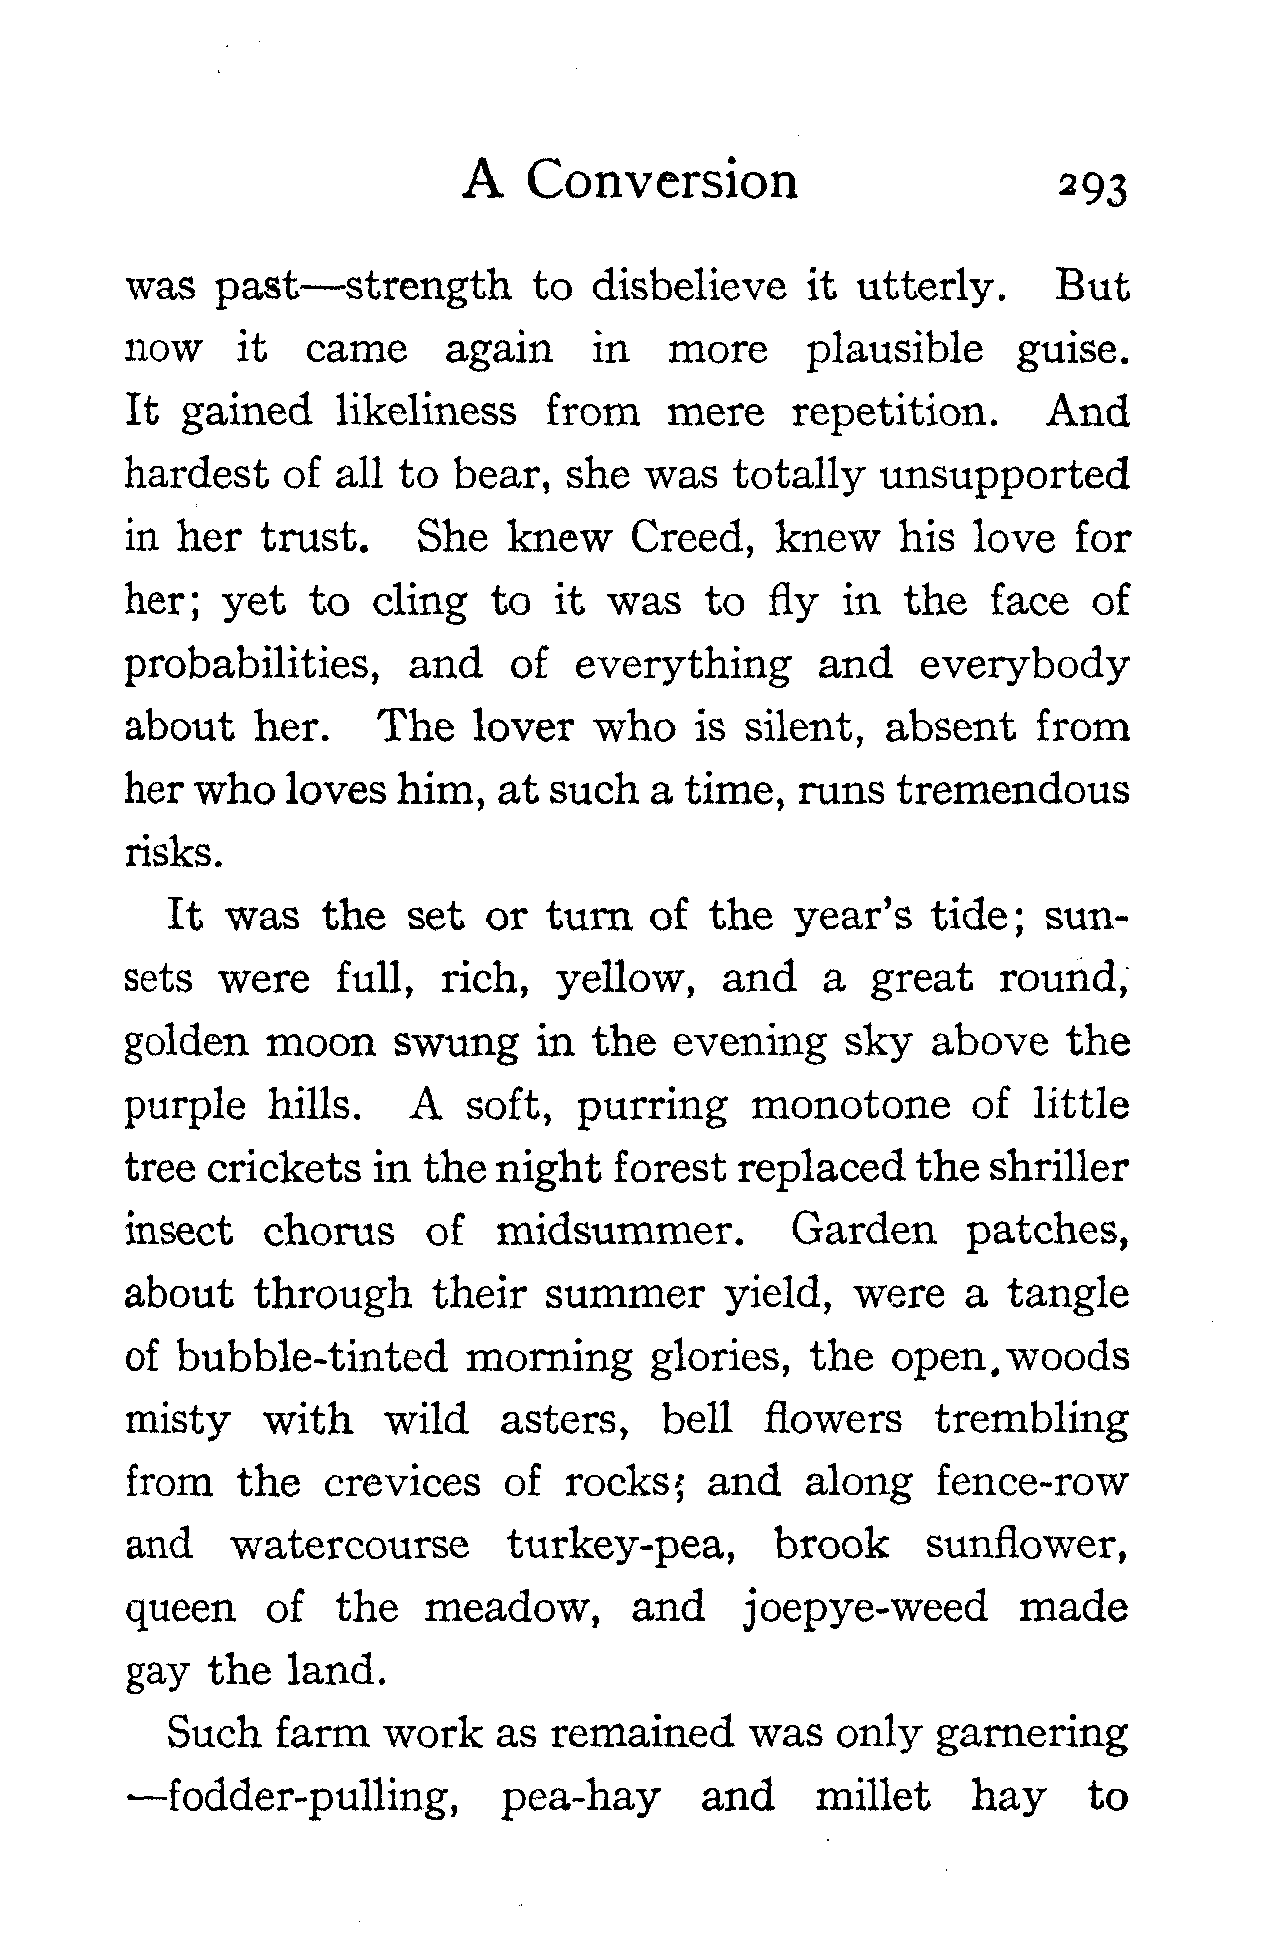 A Conversion 293
was past—strength to disbelieve it utterly. But
now it came again in more plausible guise.
It gained likeliness from mere repetition. And
hardest of all to bear, she was totally unsupported
in her trust. She knew Creed, knew his love for
her; yet to cling to it was to fly in the face of
probabilities, and of everything and everybody
about her. The lover who is silent, absent from
her who loves him, at such a time, runs tremendous
risks.
It was the set or turn of the year's tide; sun-
sets were full, rich, yellow, and a great round,
golden moon swung in the evening sky above the
purple hills. A soft, purring monotone of little
tree crickets in the night forest replaced the shriller
insect chorus of midsummer. Garden patches,
about through their summer yield, were a tangle
of bubble-tinted morning glories, the open, woods
misty with wild asters, bell flowers trembling
from the crevices of rocks; and along fence-row
and watercourse turkey-pea, brook sunflower,
queen of the meadow, and joepye-weed made
gay the land.
Such farm work as remained was only garnering
—fodder-pulling, pea-hay and millet hay to